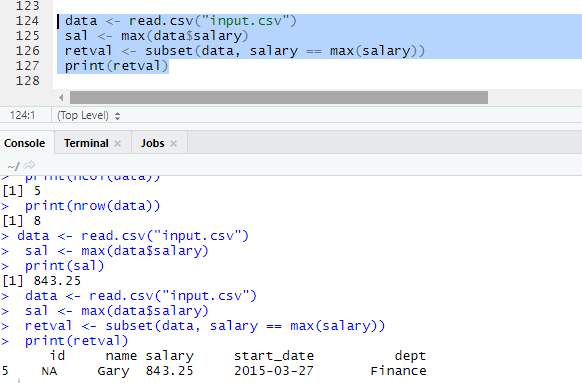 123
124 data <- read.csv("input.csv")
125 sal <- max(data$salary)
126 retval <- subset(data, salary == max(salary))
127 print(retval)
128
124:1 (Top Level)
Console Terminal Jobs
~/
> print(ncol(data))
[1] 5
> print(nrow(data))
[1] 8
> data <- read.csv("input.csv")
> sal <- max(data$salary)
> print(sal)
[1] 843.25
> data <- read.csv("input.csv")
> sal <- max(data$salary)
> retval <- subset(data, salary == max(salary))
> print(retval)
id name salary start_date dept
5 NA Gary 843.25 2015-03-27 Finance